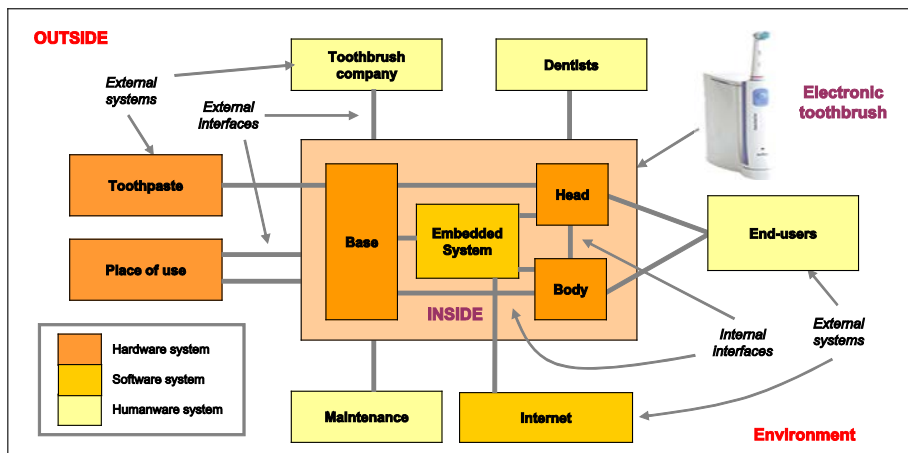 OUTSIDE
Toothbrush
company
Dentists
External
systems
External
interfaces
Electronic
toothbrush
Toothpaste
Head
Base
Embedded
System
End-users
Place of use
Body
INSIDE
Internal
interfaces
External
systems
Hardware system
Software system
Humanware system
Maintenance
Internet
Environment